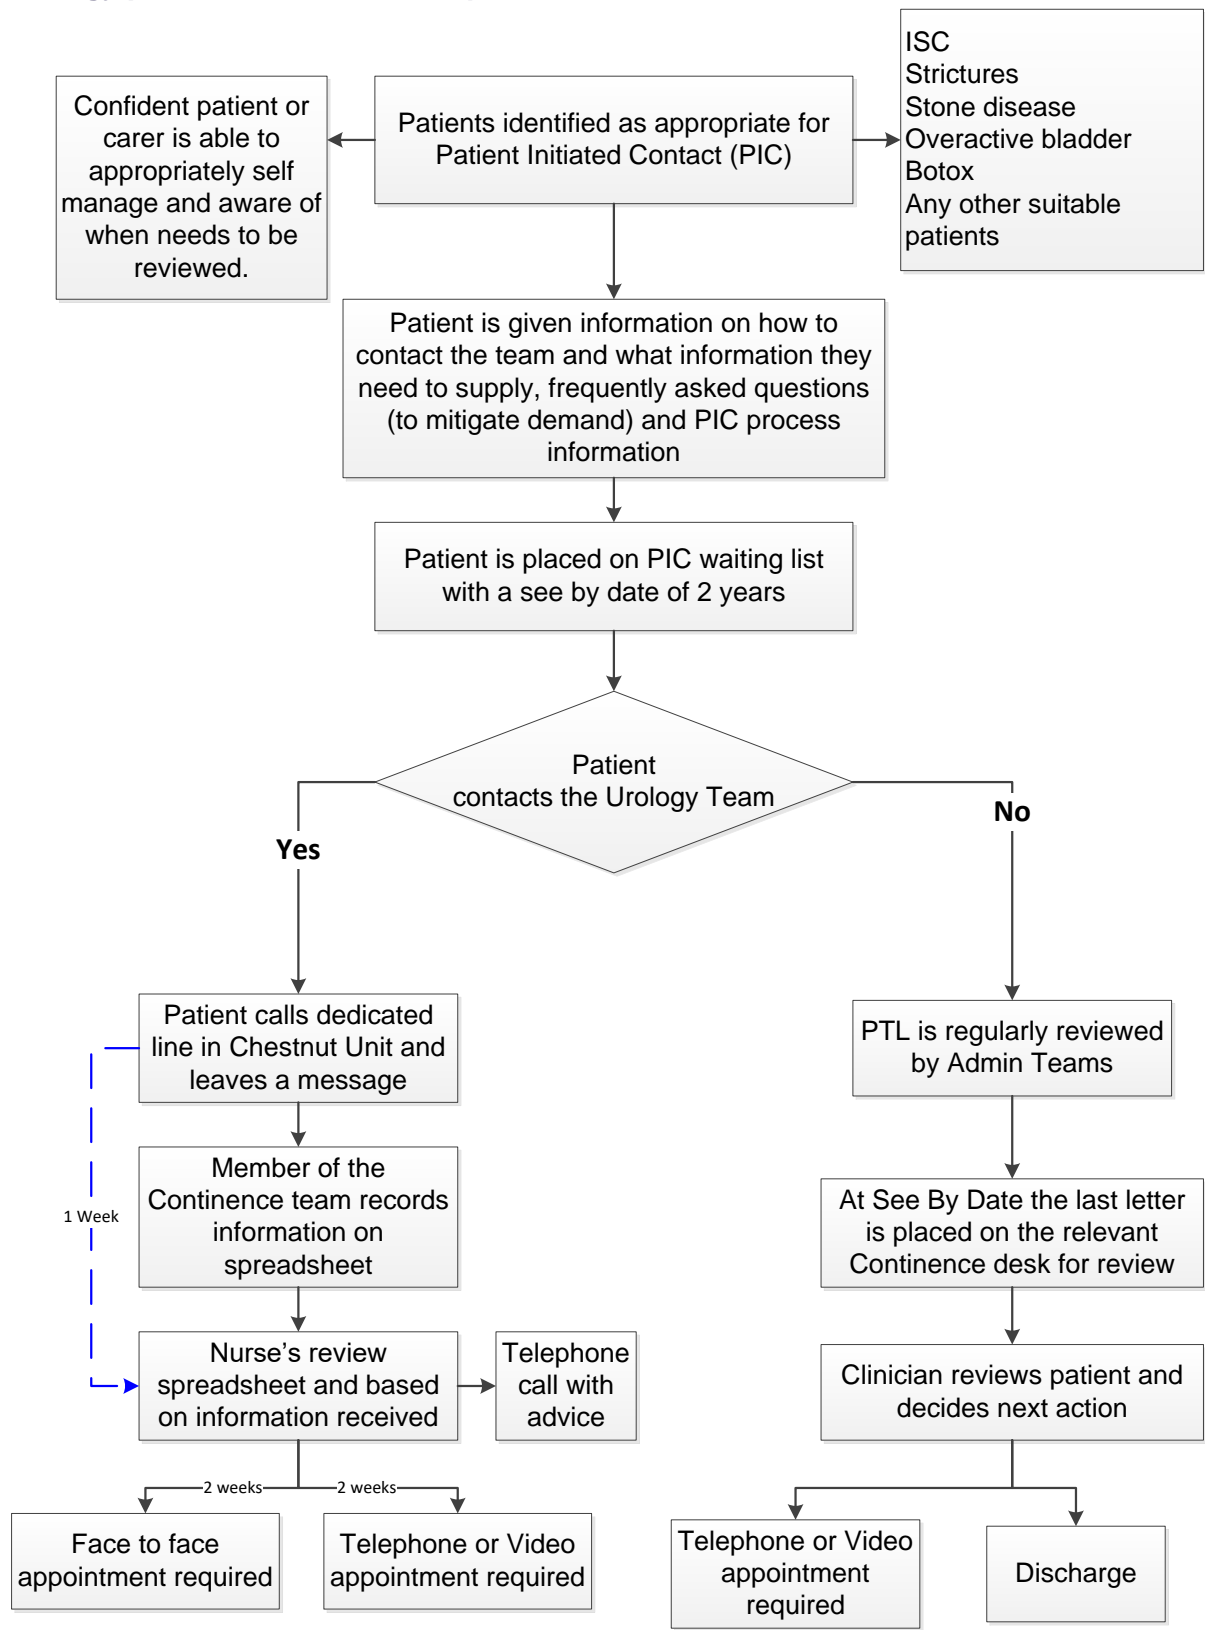 Confident patient or
carer is able to
appropriately self
manage and aware of
when needs to be
reviewed.
Patients identified as appropriate for
Patient Initiated Contact (PIC)
ISC
Strictures
Stone disease
Overactive bladder
Botox
Any other suitable
patients
Patient is given information on how to
contact the team and what information they
need to supply, frequently asked questions
(to mitigate demand) and PIC process
information
Patient is placed on PIC waiting list
with a see by date of 2 years
Patient
contacts the Urology Team
Yes
No
Patient calls dedicated
line in Chestnut Unit and
leaves a message
1 Week
Member of the
Continence team records
information on
spreadsheet
Nurse’s review
spreadsheet and based
on information received
Telephone
call with
advice
2 weeks
2 weeks
Face to face
appointment required
Telephone or Video
appointment required
PTL is regularly reviewed
by Admin Teams
At See By Date the last letter
is placed on the relevant
Continence desk for review
Clinician reviews patient and
decides next action
Telephone or Video
appointment
required
Discharge